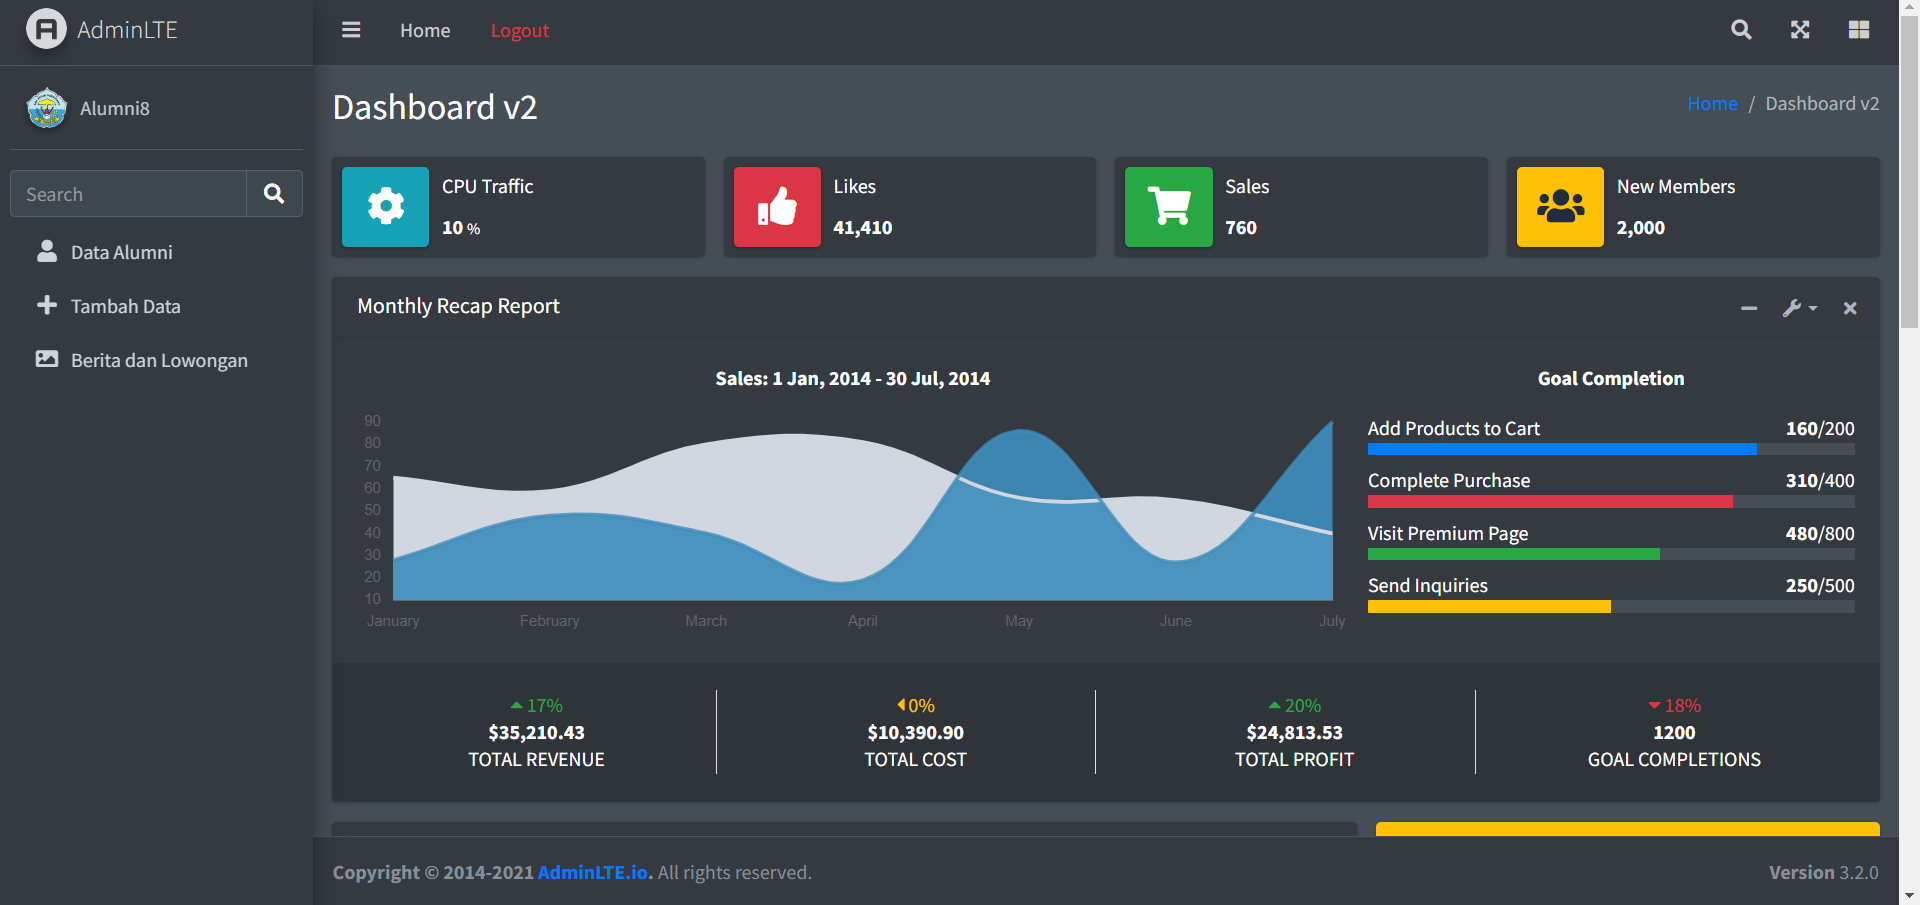 AdminLTE
Home
Logout
Alumni8
Search
Data Alumni
Tambah Data
Berita dan Lowongan
Dashboard v2
Home / Dashboard v2
CPU Traffic
10 %
Likes
41,410
Sales
760
New Members
2,000
Monthly Recap Report
Sales: 1 Jan, 2014 - 30 Jul, 2014
90
80
70
60
50
40
30
20
10
January February March April May June July
Goal Completion
Add Products to Cart 160/200
Complete Purchase 310/400
Visit Premium Page 480/800
Send Inquiries 250/500
17%
$35,210.43
TOTAL REVENUE
0%
$10,390.90
TOTAL COST
20%
$24,813.53
TOTAL PROFIT
18%
1200
GOAL COMPLETIONS
Copyright © 2014-2021 AdminLTE.io. All rights reserved.
Version 3.2.0